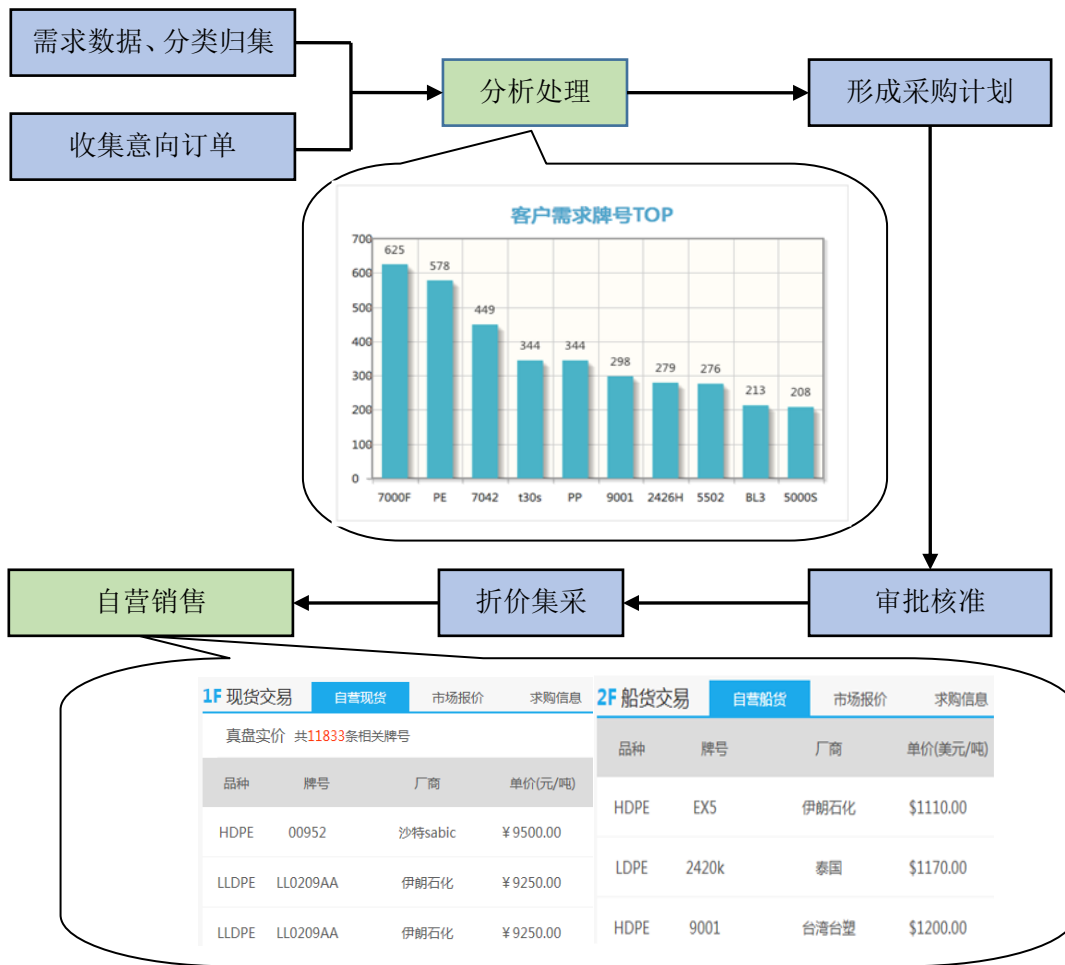 需求数据、分类归集
分析处理
形成采购计划
收集意向订单
客户需求牌号TOP
700
600
500
400
300
200
100
0
625
578
449
344
344
298
279
276
213
208
7000F PE 7042 t30s PP 9001 2426H 5502 BL3 5000S
自营销售
折价集采
审批核准
1F 现货交易 自营现货 市场报价 求购信息
真盘实价 共11833条相关牌号
品种 牌号 厂商 单价(元/吨)
HDPE 00952 沙特sabic ¥9500.00
LLDPE LL0209AA 伊朗石化 ¥9250.00
LLDPE LL0209AA 伊朗石化 ¥9250.00
2F 船货交易 自营船货 市场报价 求购信息
品种 牌号 厂商 单价(美元/吨)
HDPE EX5 伊朗石化 $1110.00
LDPE 2420k 泰国 $1170.00
HDPE 9001 台湾台塑 $1200.00